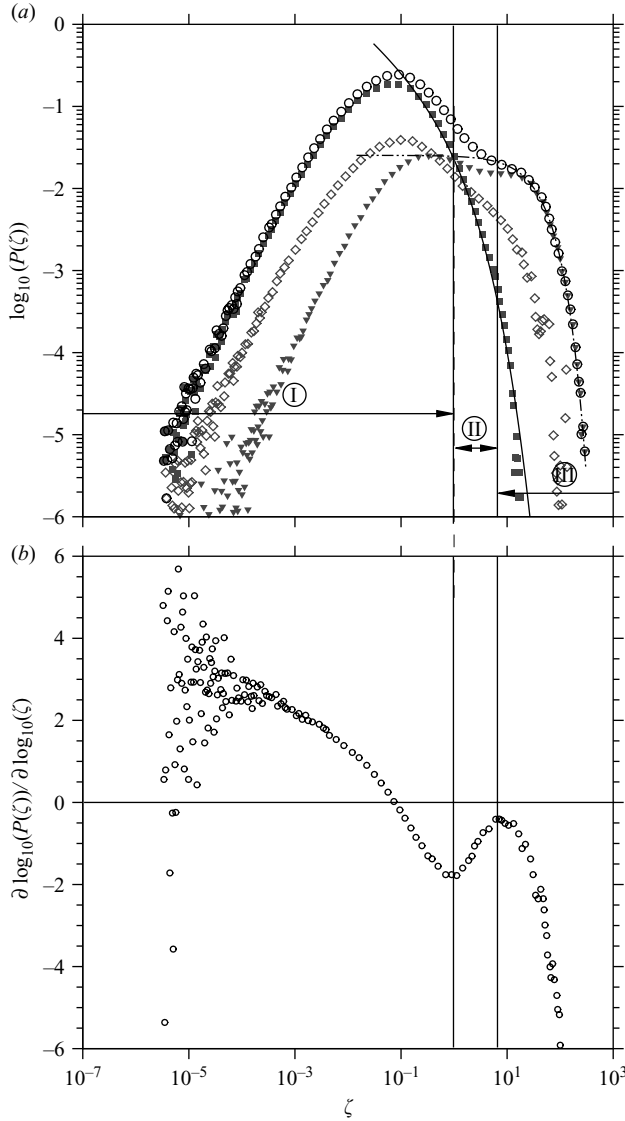 (a)
0
−1
−2
−3
−4
−5
−6
log₁₀(P(ζ))
I
II
III
(b)
6
4
2
0
−2
−4
−6
∂ log₁₀(P(ζ))/∂ log₁₀(ζ)
10⁻⁷ 10⁻⁵ 10⁻³ 10⁻¹ 10¹ 10³
ζ